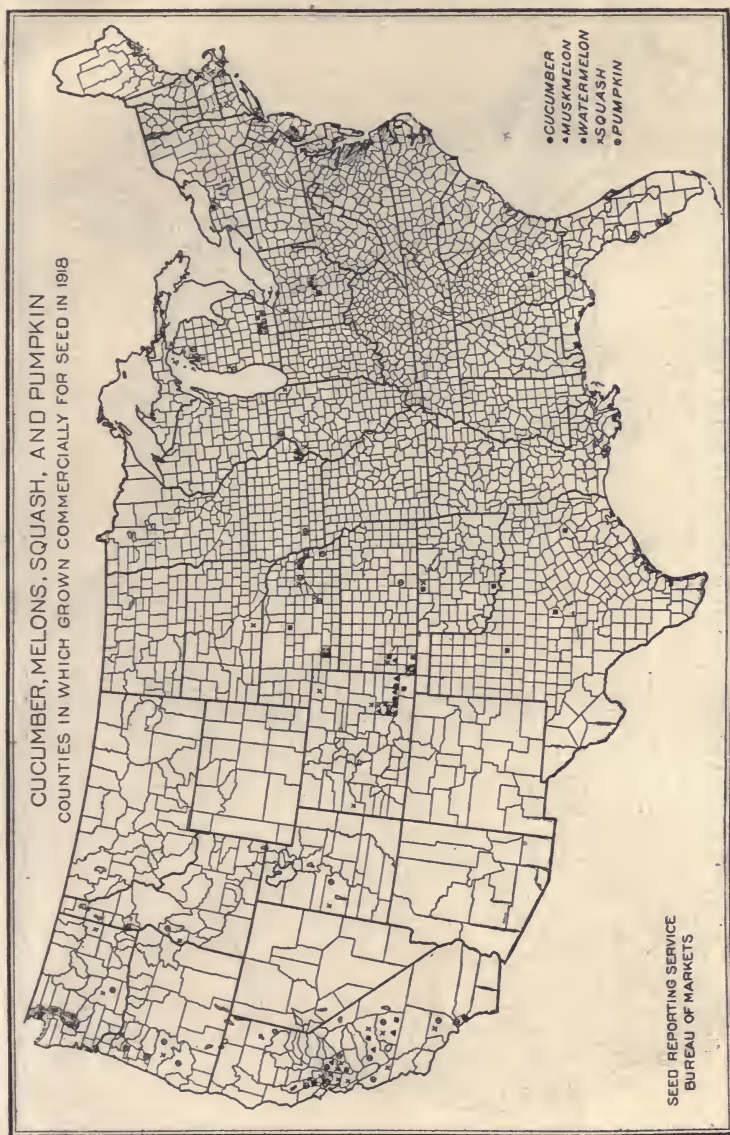 CUCUMBER, MELONS, SQUASH, AND PUMPKIN
COUNTIES IN WHICH GROWN COMMERCIALLY FOR SEED IN 1918
CUCUMBER
MUSKMELON
WATERMELON
SQUASH
PUMPKIN
SEED REPORTING SERVICE
BUREAU OF MARKETS